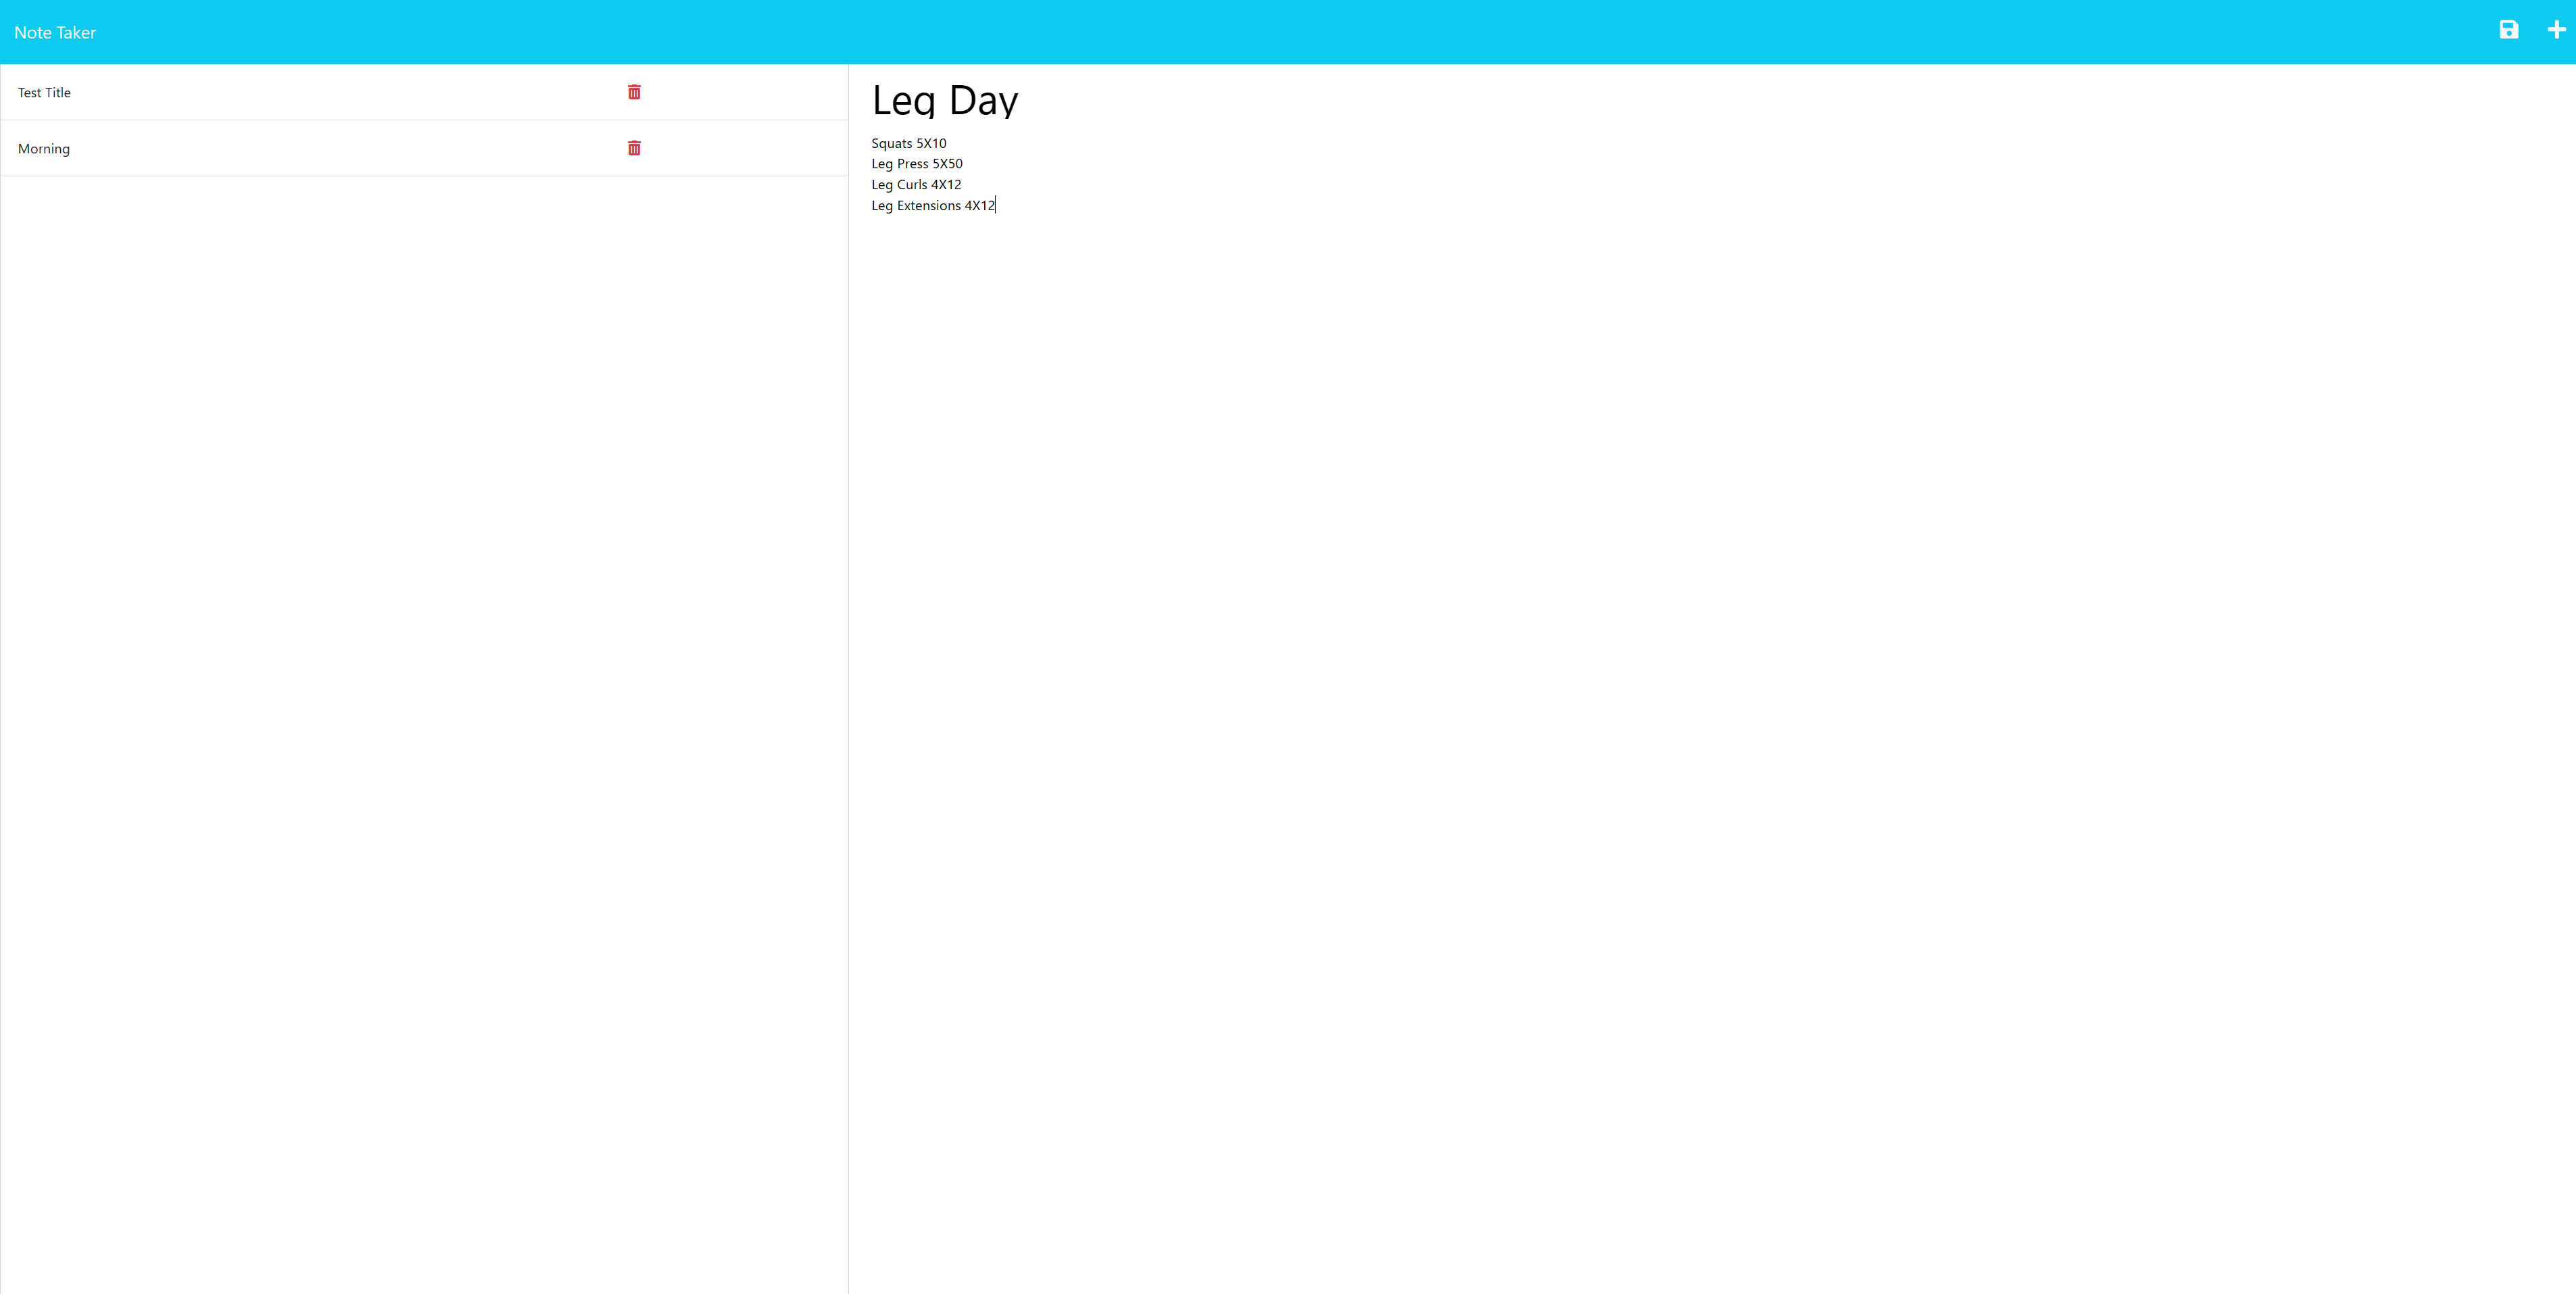 Note Taker
Test Title
Morning
Leg Day
Squats 5X10
Leg Press 5X50
Leg Curls 4X12
Leg Extensions 4X12